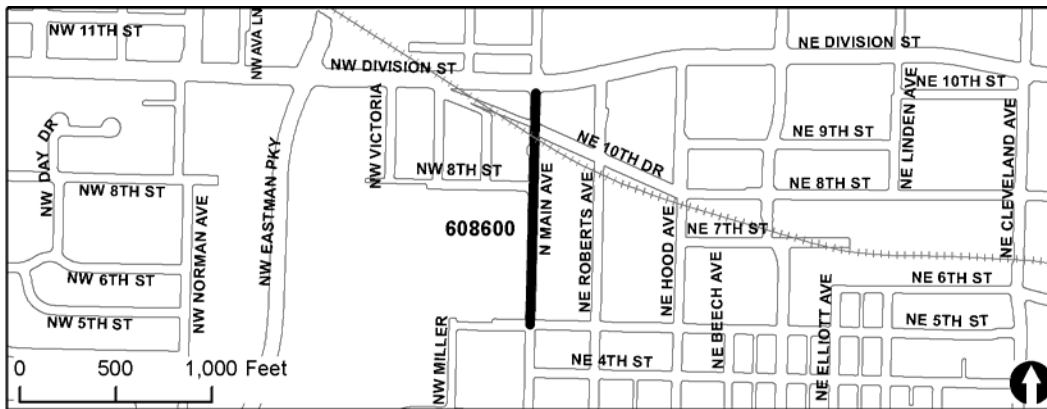 NW 11TH ST
NW AVA LN
NW DIVISION ST
NE DIVISION ST
NE 10TH ST
NW DAY DR
NW VICTORIA
NE LINDEN AVE
NE CLEVELAND AVE
NE 9TH ST
NE 10TH DR
NW 8TH ST
NW 8TH ST
NE 8TH ST
NW EASTMAN PKY
NW NORMAN AVE
608600
N MAIN AVE
NE ROBERTS AVE
NE HOOD AVE
NE 7TH ST
NW 6TH ST
NE 6TH ST
NW 5TH ST
NE 5TH ST
NW MILLER
NE BEECH AVE
NE ELLIOTT AVE
NE 4TH ST
0 500 1,000 Feet